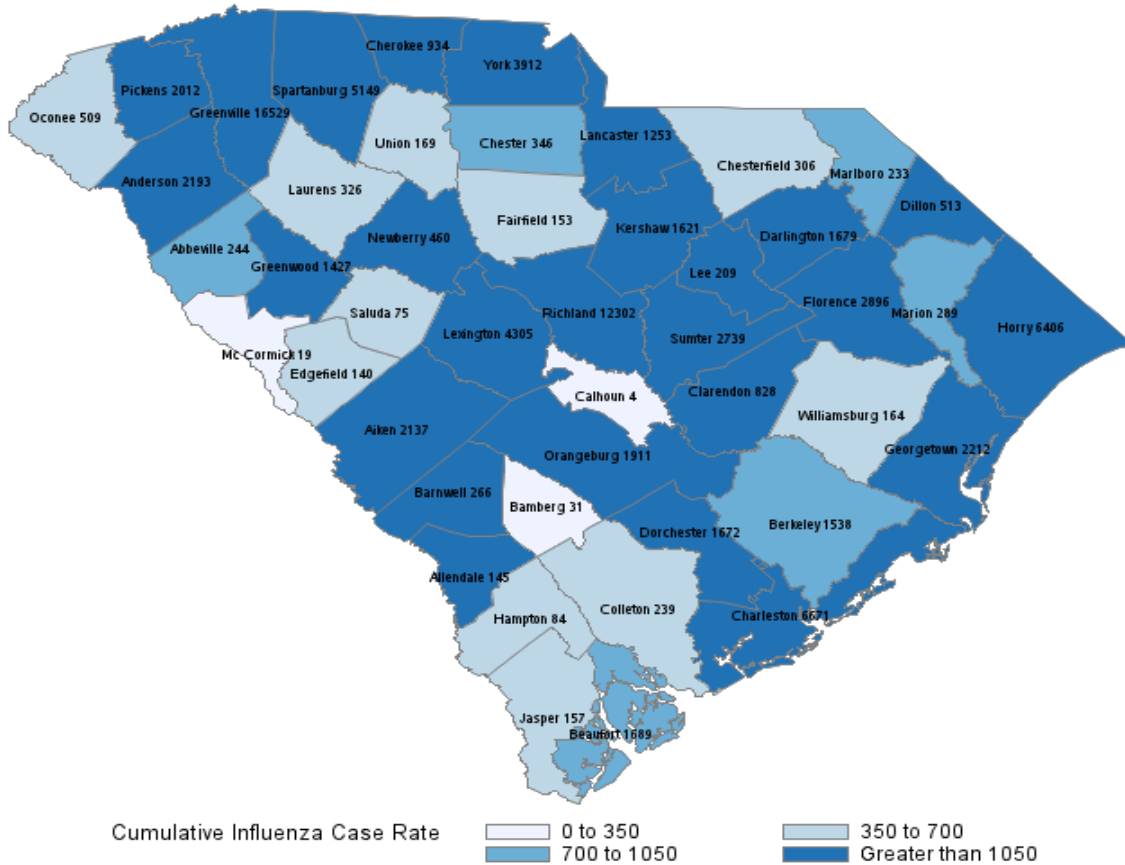 Cherokee 934
York 3912
Pickens 2012
Spartanburg 5149
Oconee 509
Greenville 16529
Union 169
Chester 346
Lancaster 1253
Chesterfield 306
Marlboro 233
Anderson 2193
Laurens 326
Fairfield 153
Dillon 513
Abbeville 244
Newberry 460
Kershaw 1621
Darlington 1679
Greenwood 1427
Lee 209
Saluda 75
Richland 12302
Florence 2896
Marion 289
Lexington 4305
Sumter 2739
Horry 6406
Mc Cormick 19
Edgefield 140
Calhoun 4
Clarendon 828
Williamsburg 164
Aiken 2137
Orangeburg 1911
Georgetown 2212
Barnwell 266
Bamberg 31
Dorchester 1672
Berkeley 1538
Allendale 145
Colleton 239
Charleston 6671
Hampton 84
Jasper 157
Beaufort 1689
Cumulative Influenza Case Rate
0 to 350
350 to 700
700 to 1050
Greater than 1050